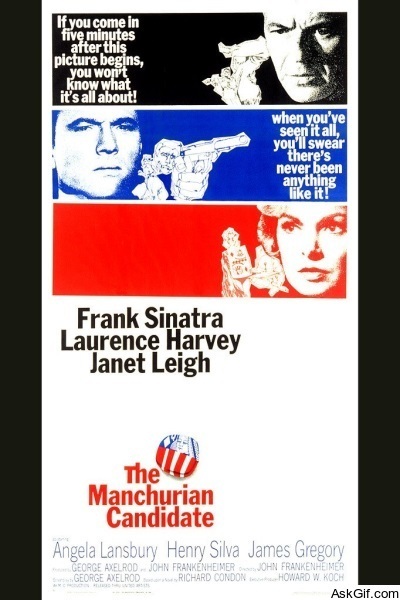 If you come in
five minutes
after this
picture begins,
you won't
know what
it's all about!
when you've
seen it all,
you'll swear
there's
never been
anything
like it!
Frank Sinatra
Laurence Harvey
Janet Leigh
The
Manchurian
Candidate
Angela Lansbury Henry Silva James Gregory
GEORGE AXELROD AND JOHN FRANKENHEIMER JOHN FRANKENHEIMER
GEORGE AXELROD RICHARD CONDON HOWARD W. KOCH
AskGif.com